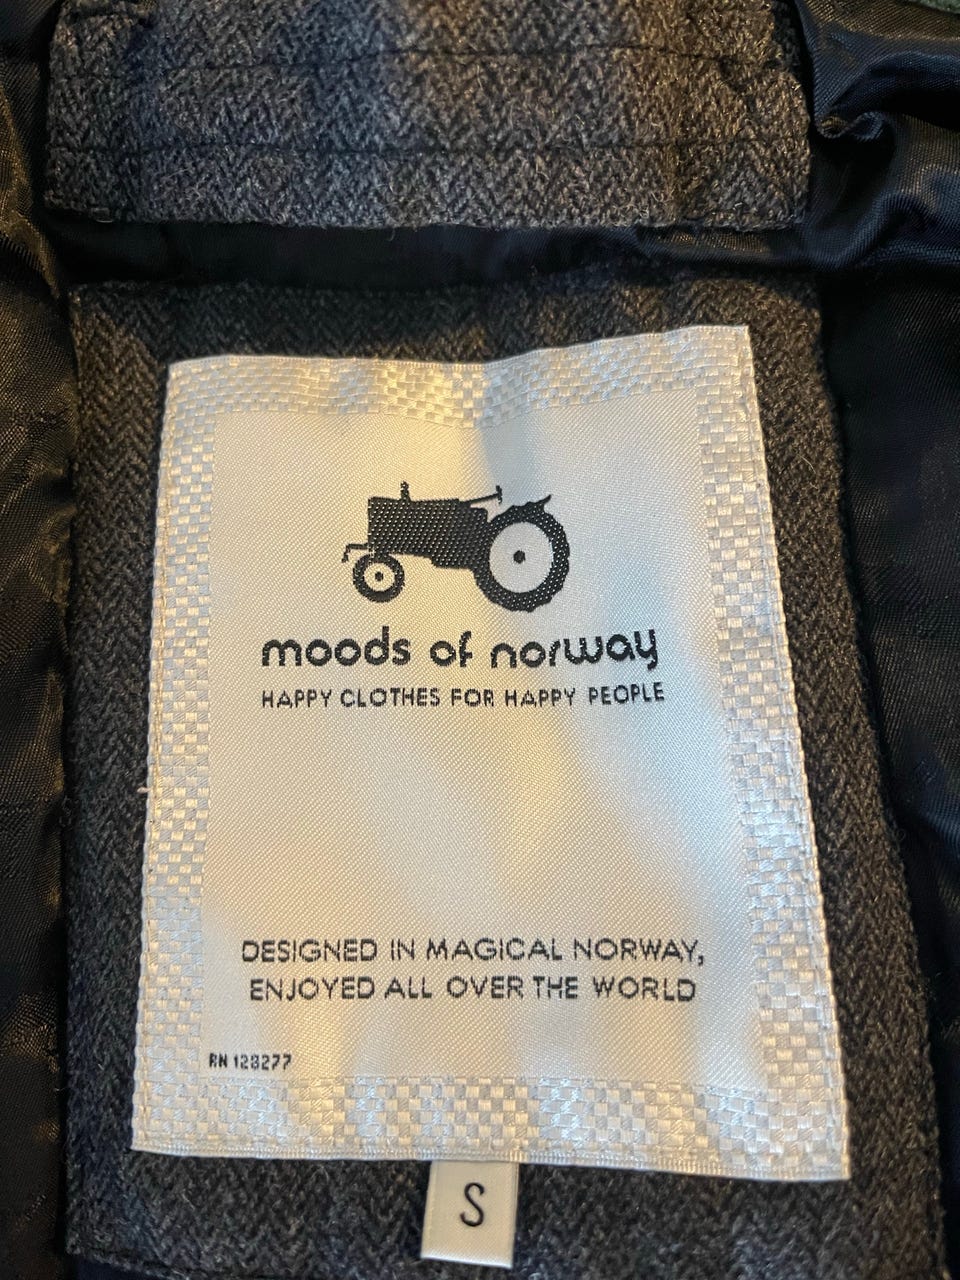 moods of norway
HAPPY CLOTHES FOR HAPPY PEOPLE
DESIGNED IN MAGICAL NORWAY,
ENJOYED ALL OVER THE WORLD
RN 128277
S